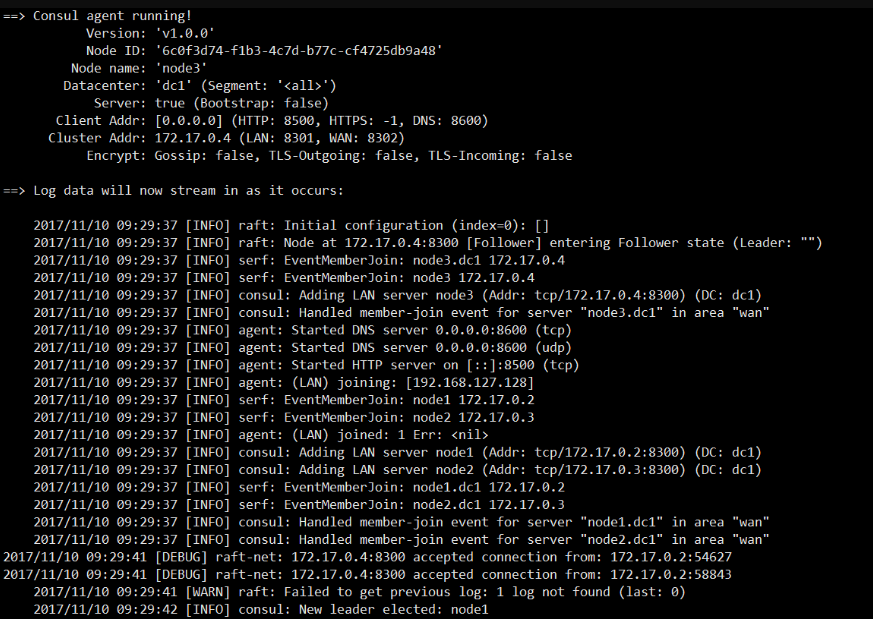 ==> Consul agent running!
Version: 'v1.0.0'
Node ID: '6c0f3d74-f1b3-4c7d-b77c-cf4725db9a48'
Node name: 'node3'
Datacenter: 'dc1' (Segment: '<all>')
Server: true (Bootstrap: false)
Client Addr: [0.0.0.0] (HTTP: 8500, HTTPS: -1, DNS: 8600)
Cluster Addr: 172.17.0.4 (LAN: 8301, WAN: 8302)
Encrypt: Gossip: false, TLS-Outgoing: false, TLS-Incoming: false
==> Log data will now stream in as it occurs:
2017/11/10 09:29:37 [INFO] raft: Initial configuration (index=0): []
2017/11/10 09:29:37 [INFO] raft: Node at 172.17.0.4:8300 [Follower] entering Follower state (Leader: "")
2017/11/10 09:29:37 [INFO] serf: EventMemberJoin: node3.dc1 172.17.0.4
2017/11/10 09:29:37 [INFO] serf: EventMemberJoin: node3 172.17.0.4
2017/11/10 09:29:37 [INFO] consul: Adding LAN server node3 (Addr: tcp/172.17.0.4:8300) (DC: dc1)
2017/11/10 09:29:37 [INFO] consul: Handled member-join event for server "node3.dc1" in area "wan"
2017/11/10 09:29:37 [INFO] agent: Started DNS server 0.0.0.0:8600 (tcp)
2017/11/10 09:29:37 [INFO] agent: Started DNS server 0.0.0.0:8600 (udp)
2017/11/10 09:29:37 [INFO] agent: Started HTTP server on [::]:8500 (tcp)
2017/11/10 09:29:37 [INFO] agent: (LAN) joining: [192.168.127.128]
2017/11/10 09:29:37 [INFO] serf: EventMemberJoin: node1 172.17.0.2
2017/11/10 09:29:37 [INFO] serf: EventMemberJoin: node2 172.17.0.3
2017/11/10 09:29:37 [INFO] agent: (LAN) joined: 1 Err: <nil>
2017/11/10 09:29:37 [INFO] consul: Adding LAN server node1 (Addr: tcp/172.17.0.2:8300) (DC: dc1)
2017/11/10 09:29:37 [INFO] consul: Adding LAN server node2 (Addr: tcp/172.17.0.3:8300) (DC: dc1)
2017/11/10 09:29:37 [INFO] serf: EventMemberJoin: node1.dc1 172.17.0.2
2017/11/10 09:29:37 [INFO] serf: EventMemberJoin: node2.dc1 172.17.0.3
2017/11/10 09:29:37 [INFO] consul: Handled member-join event for server "node1.dc1" in area "wan"
2017/11/10 09:29:37 [INFO] consul: Handled member-join event for server "node2.dc1" in area "wan"
2017/11/10 09:29:41 [DEBUG] raft-net: 172.17.0.4:8300 accepted connection from: 172.17.0.2:54627
2017/11/10 09:29:41 [DEBUG] raft-net: 172.17.0.4:8300 accepted connection from: 172.17.0.2:58843
2017/11/10 09:29:41 [WARN] raft: Failed to get previous log: 1 log not found (last: 0)
2017/11/10 09:29:42 [INFO] consul: New leader elected: node1